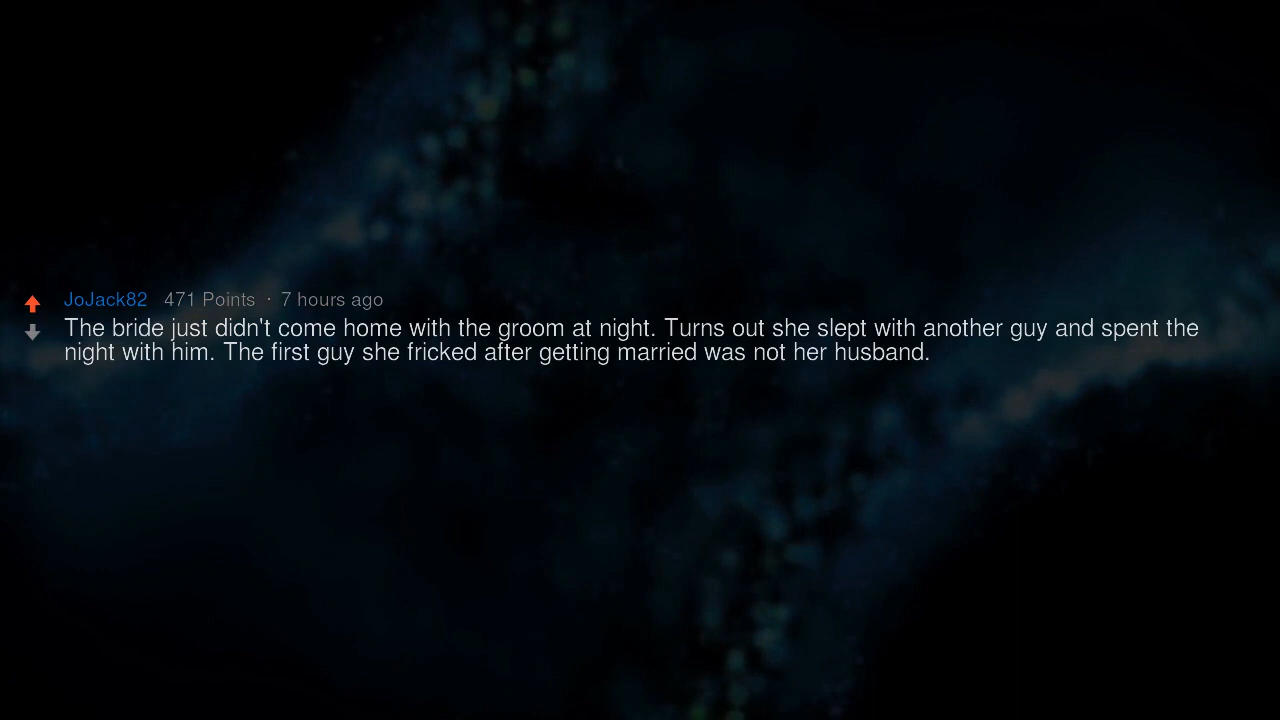 JoJack82 471 Points · 7 hours ago
The bride just didn't come home with the groom at night. Turns out she slept with another guy and spent the
night with him. The first guy she fricked after getting married was not her husband.